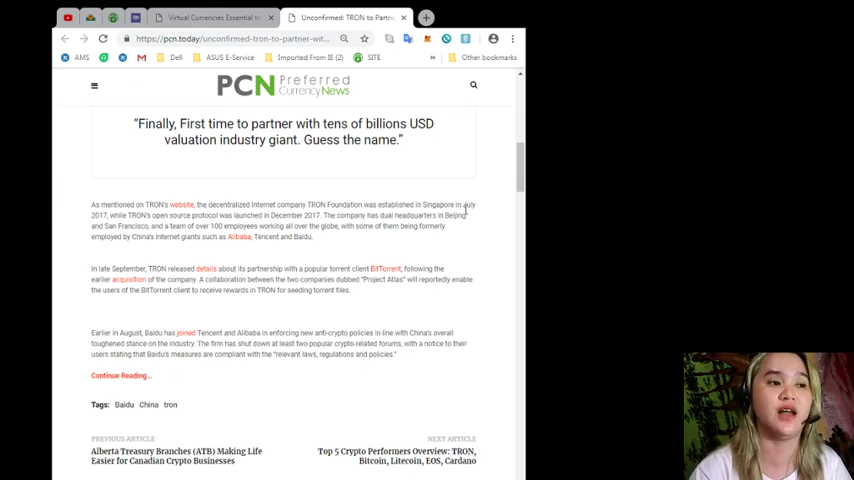 Virtual Currencies Essential to
Unconfirmed: TRON to Partn
https://pcn.today/unconfirmed-tron-to-partner-wit...
AMS
Dell
ASUS E-Service
Imported From IE (2)
SITE
Other bookmarks
PCN Preferred Currency News
“Finally, First time to partner with tens of billions USD
valuation industry giant. Guess the name.”
As mentioned on TRON's website, the decentralized Internet company TRON Foundation was established in Singapore in July
2017, while TRON's open source protocol was launched in December 2017. The company has dual headquarters in Beijing
and San Francisco, and a team of over 100 employees working all over the globe, with some of them being formerly
employed by China's Internet giants such as Alibaba, Tencent and Baidu.
In late September, TRON released details about its partnership with a popular torrent client BitTorrent, following the
earlier acquisition of the company. A collaboration between the two companies dubbed “Project Atlas” will reportedly enable
the users of the BitTorrent client to receive rewards in TRON for seeding torrent files.
Earlier in August, Baidu has joined Tencent and Alibaba in enforcing new anti-crypto policies in line with China's overall
toughened stance on the industry. The firm has shut down at least two popular crypto-related forums, with a notice to their
users stating that Baidu's measures are compliant with the “relevant laws, regulations and policies.”
Continue Reading...
Tags: Baidu China tron
PREVIOUS ARTICLE
Alberta Treasury Branches (ATB) Making Life
Easier for Canadian Crypto Businesses
NEXT ARTICLE
Top 5 Crypto Performers Overview: TRON,
Bitcoin, Litecoin, EOS, Cardano